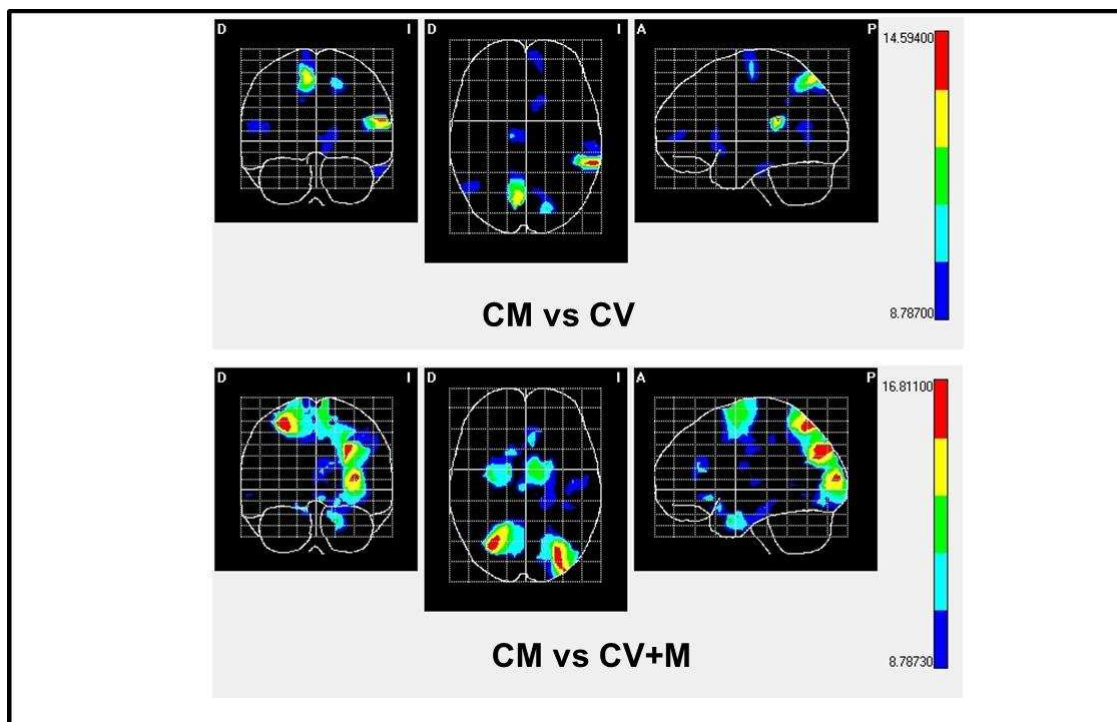 D I D I A P 14.59400
8.78700
CM vs CV
D I D I A P 16.81100
8.78730
CM vs CV+M